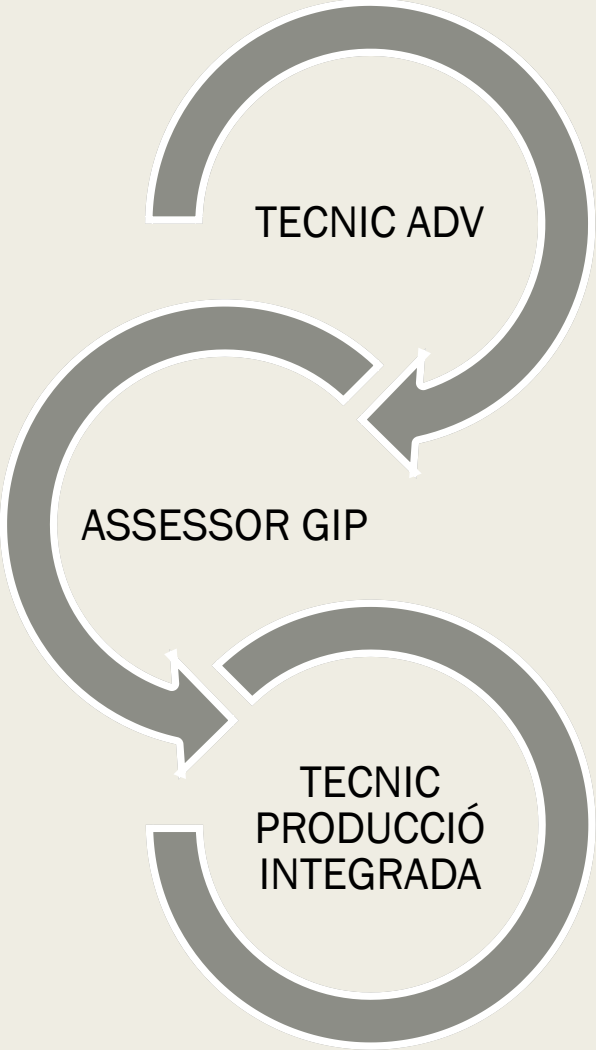 TECNIC ADV
ASSESSOR GIP
TECNIC
PRODUCCIÓ
INTEGRADA